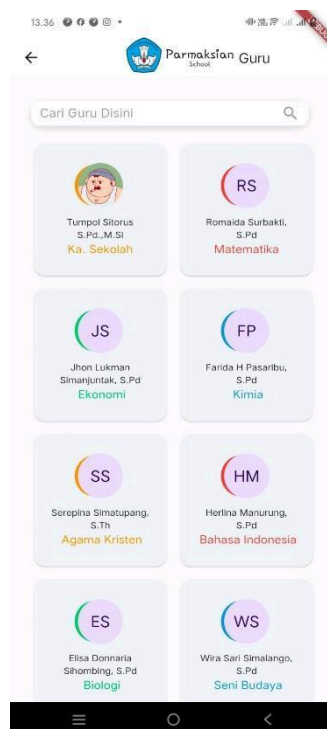 13.36
Parmaksian
School
Guru
Cari Guru Disini
Tumpol Sitorus
S.Pd.,M.SI
Ka. Sekolah
RS
Romaida Surbakti,
S.Pd
Matematika
JS
Jhon Lukman
Simanjuntak, S.Pd
Ekonomi
FP
Farida H Pasaribu,
S.Pd
Kimia
SS
Serepina Simatupang,
S.Th
Agama Kristen
HM
Herlina Manurung,
S.Pd
Bahasa Indonesia
ES
Elisa Donnaria
Sihombing, S.Pd
Biologi
WS
Wira Sari Simalango,
S.Pd
Seni Budaya